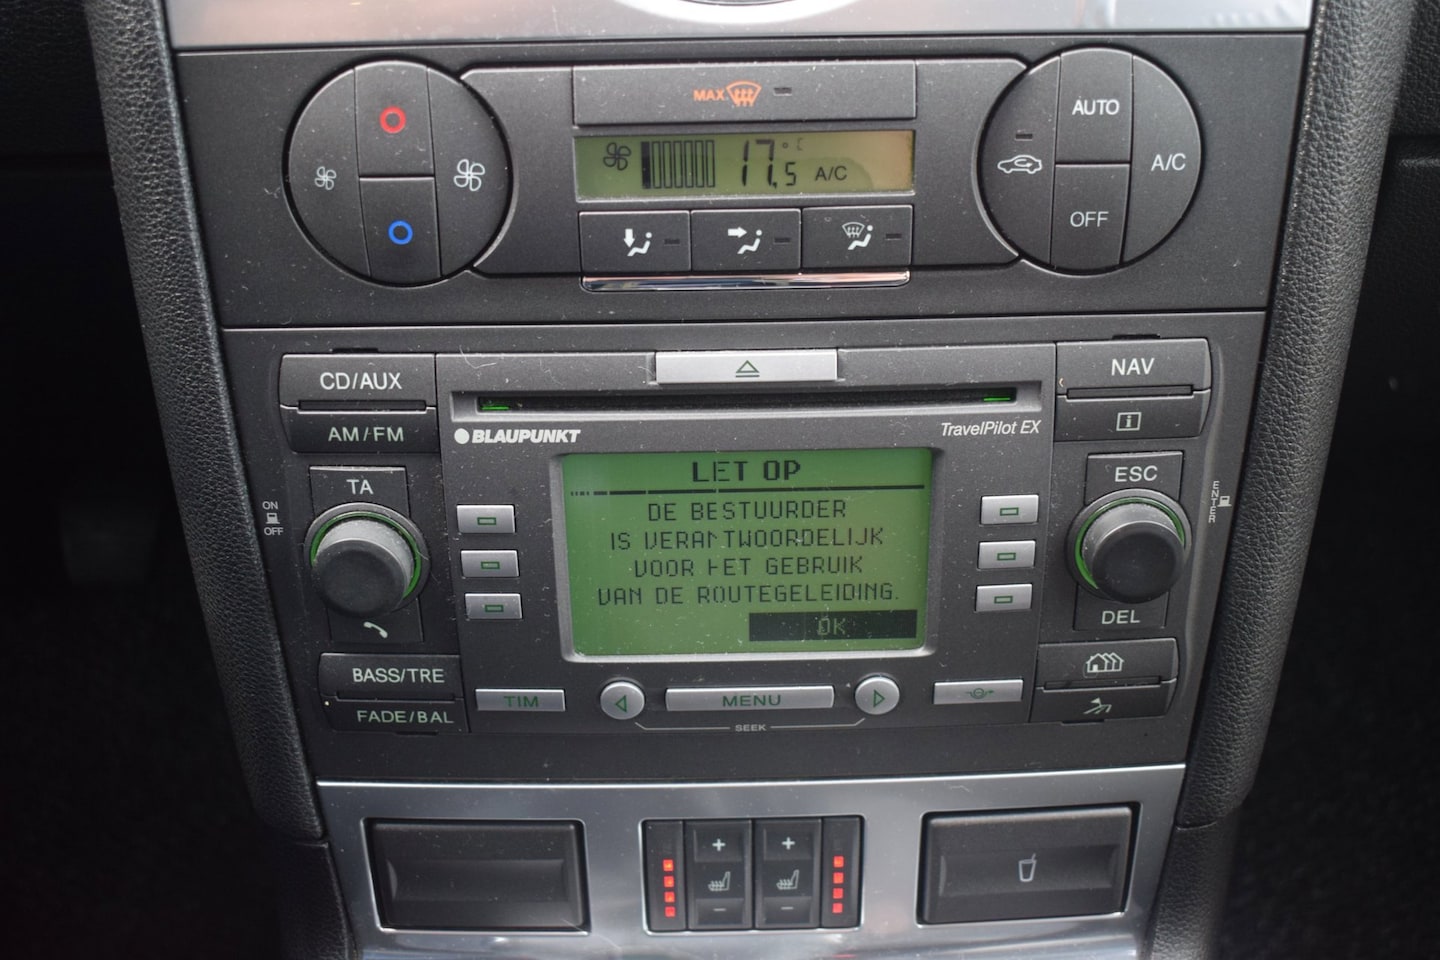 MAX
AUTO
17,5 °C A/C
A/C
OFF
CD/AUX
NAV
AM/FM
i
BLAUPUNKT
TravelPilot EX
LET OP
DE BESTUURDER
IS VERANTWOORDELIJK
VOOR HET GEBRUIK
VAN DE ROUTEGELEIDING.
OK
TA
ESC
ON
OFF
ENTER
DEL
BASS/TRE
FADE/BAL
TIM
MENU
SEEK
+ +
- -